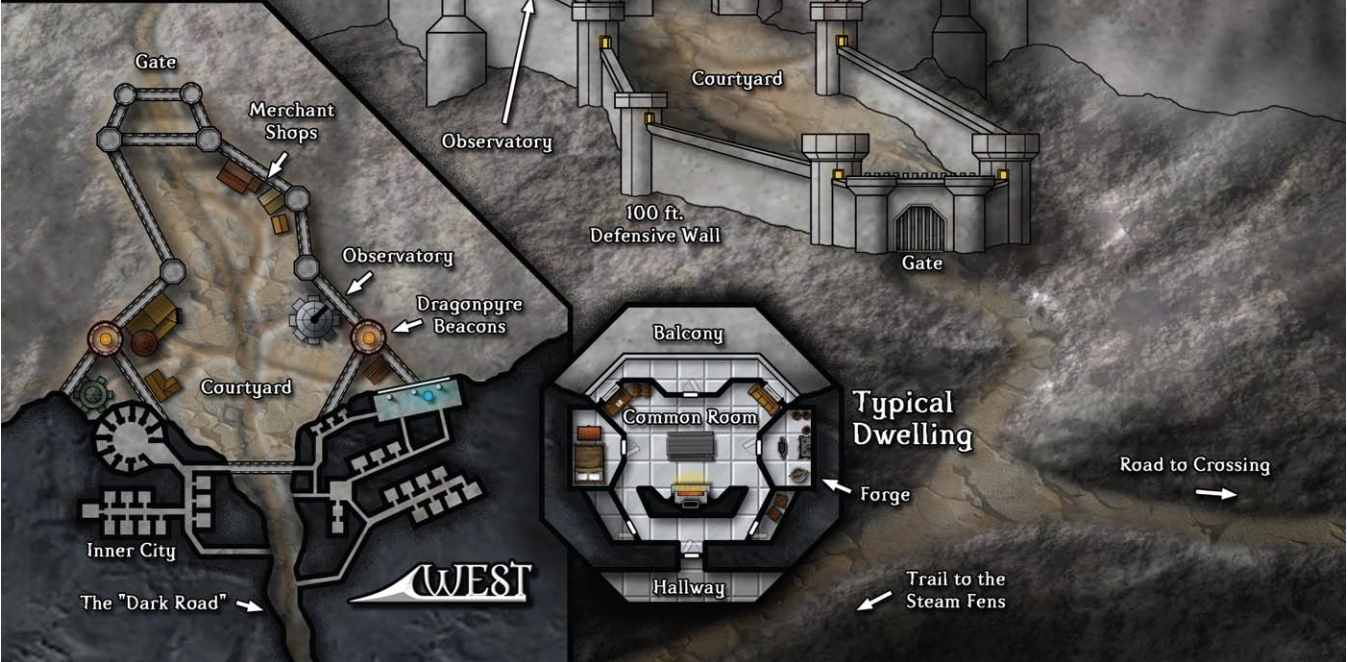 Gate
Merchant
Shops
Observatory
Dragonpyre
Beacons
Courtyard
Inner City
The "Dark Road"
WEST
Observatory
Courtyard
100 ft.
Defensive Wall
Gate
Balcony
Common Room
Typical
Dwelling
Forge
Hallway
Road to Crossing
Trail to the
Steam Fens